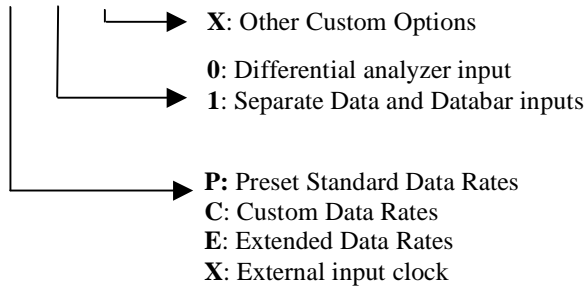 X: Other Custom Options
0: Differential analyzer input
1: Separate Data and Databar inputs
P: Preset Standard Data Rates
C: Custom Data Rates
E: Extended Data Rates
X: External input clock